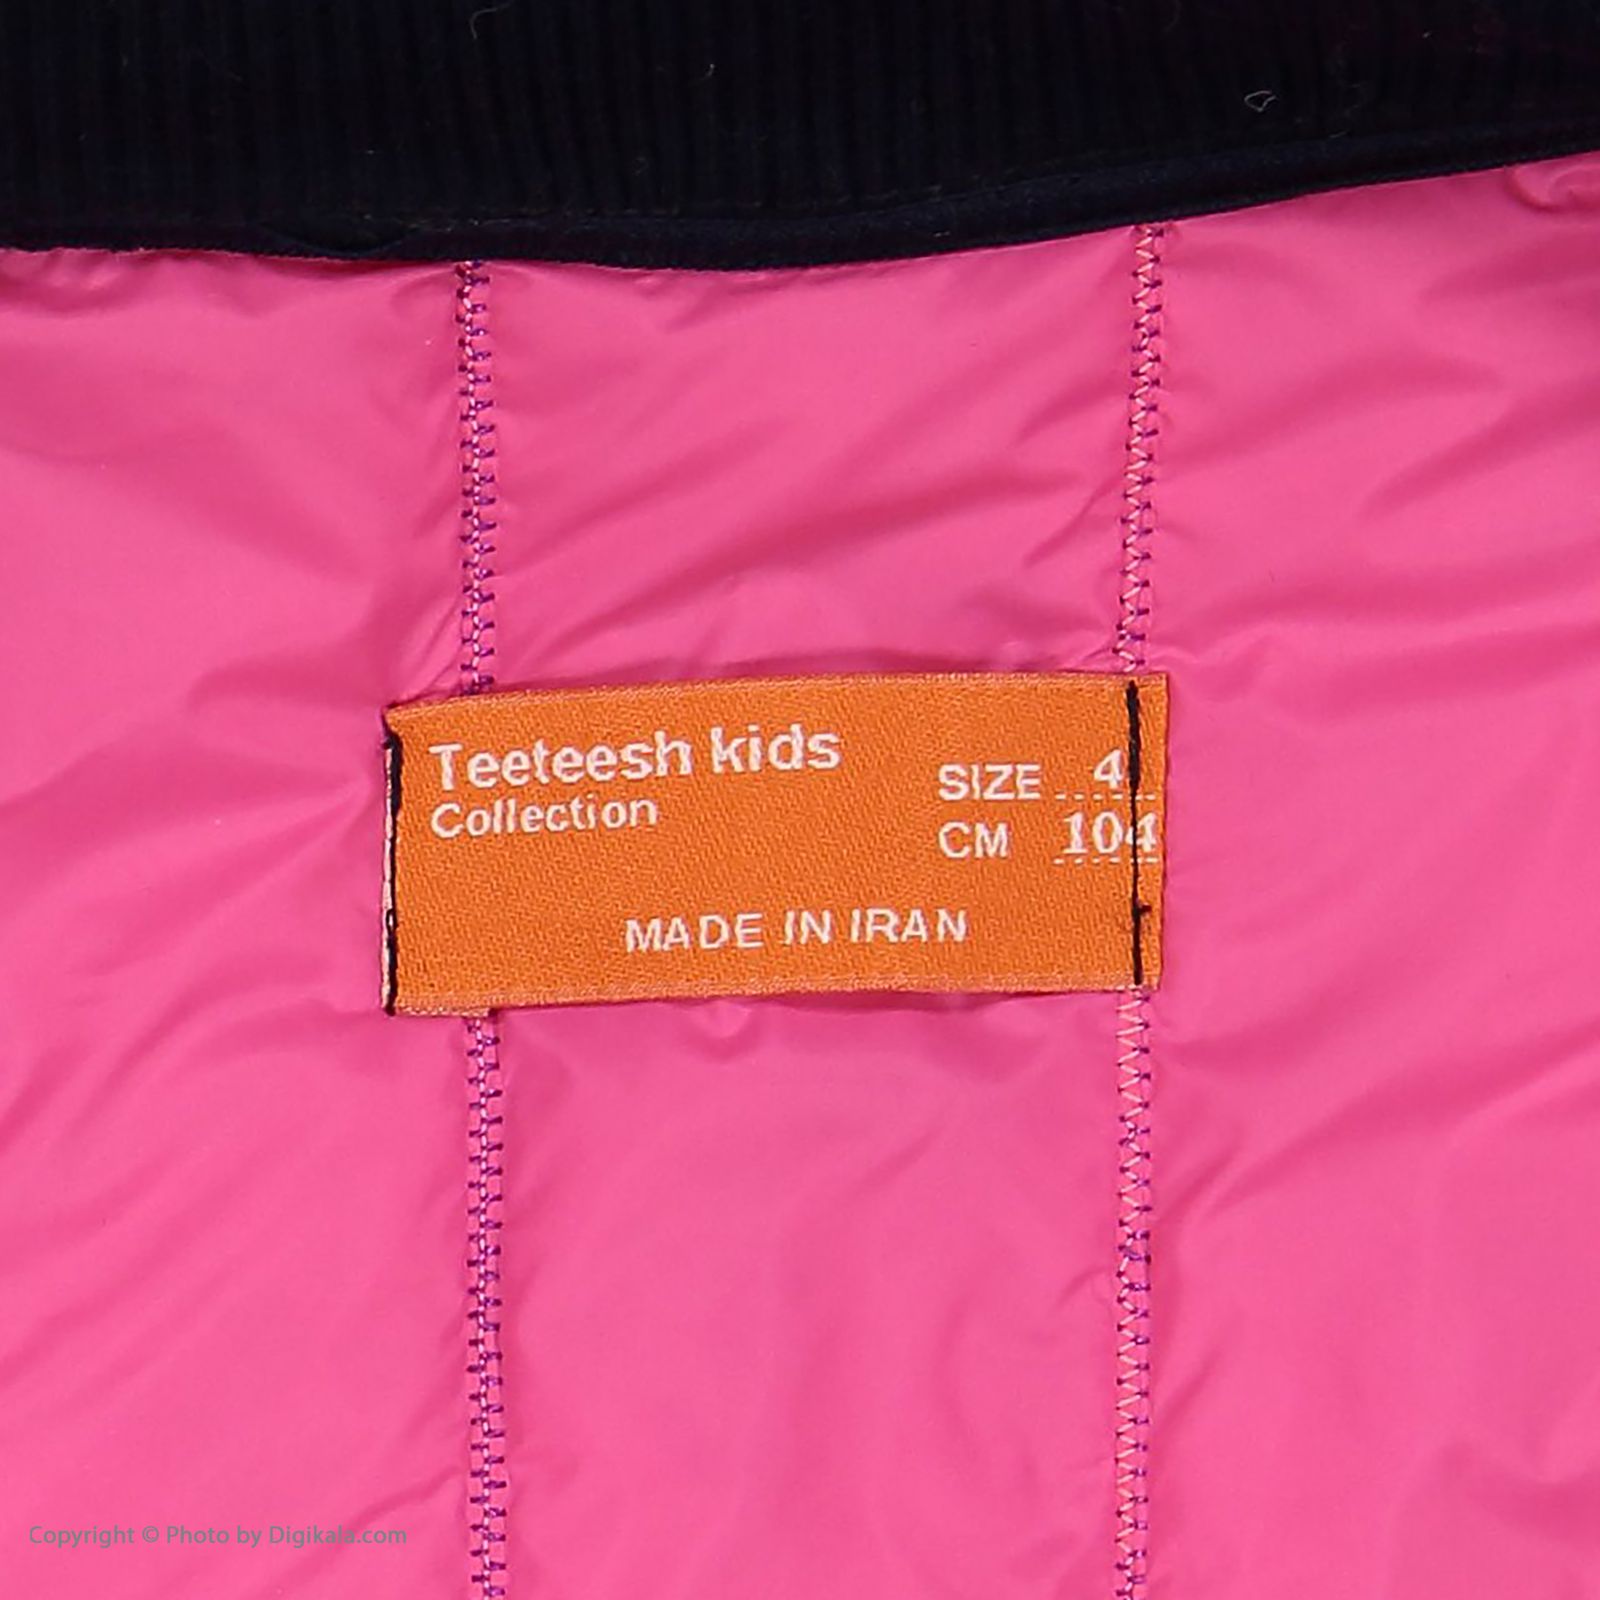 Teeteesh kids
Collection
SIZE 4
CM 104
MADE IN IRAN
Copyright © Photo by Digikala.com